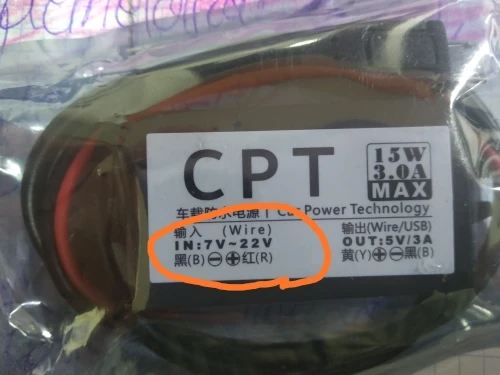 CPT
15W
3.0A
MAX
车载防水电源 | Car Power Technology
输入 (Wire)
IN:7V~22V
黑(B)⊖⊕红(R)
输出(Wire/USB)
OUT:5V/3A
黄(Y)⊕⊖黑(B)